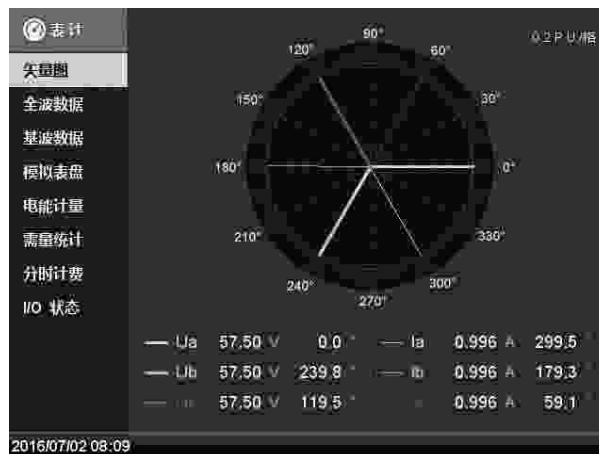 表计
0.2 P U/格
矢量图
全波数据
基波数据
模拟表盘
电能计量
需量统计
分时计费
I/O 状态
90°
120° 60°
150° 30°
180° 0°
210° 330°
240° 300°
270°
Ua 57.50 V 0.0 ° Ia 0.996 A 299.5 °
Ub 57.50 V 239.8 ° Ib 0.996 A 179.3 °
57.50 V 119.5 ° 0.996 A 59.1 °
2016/07/02 08:09